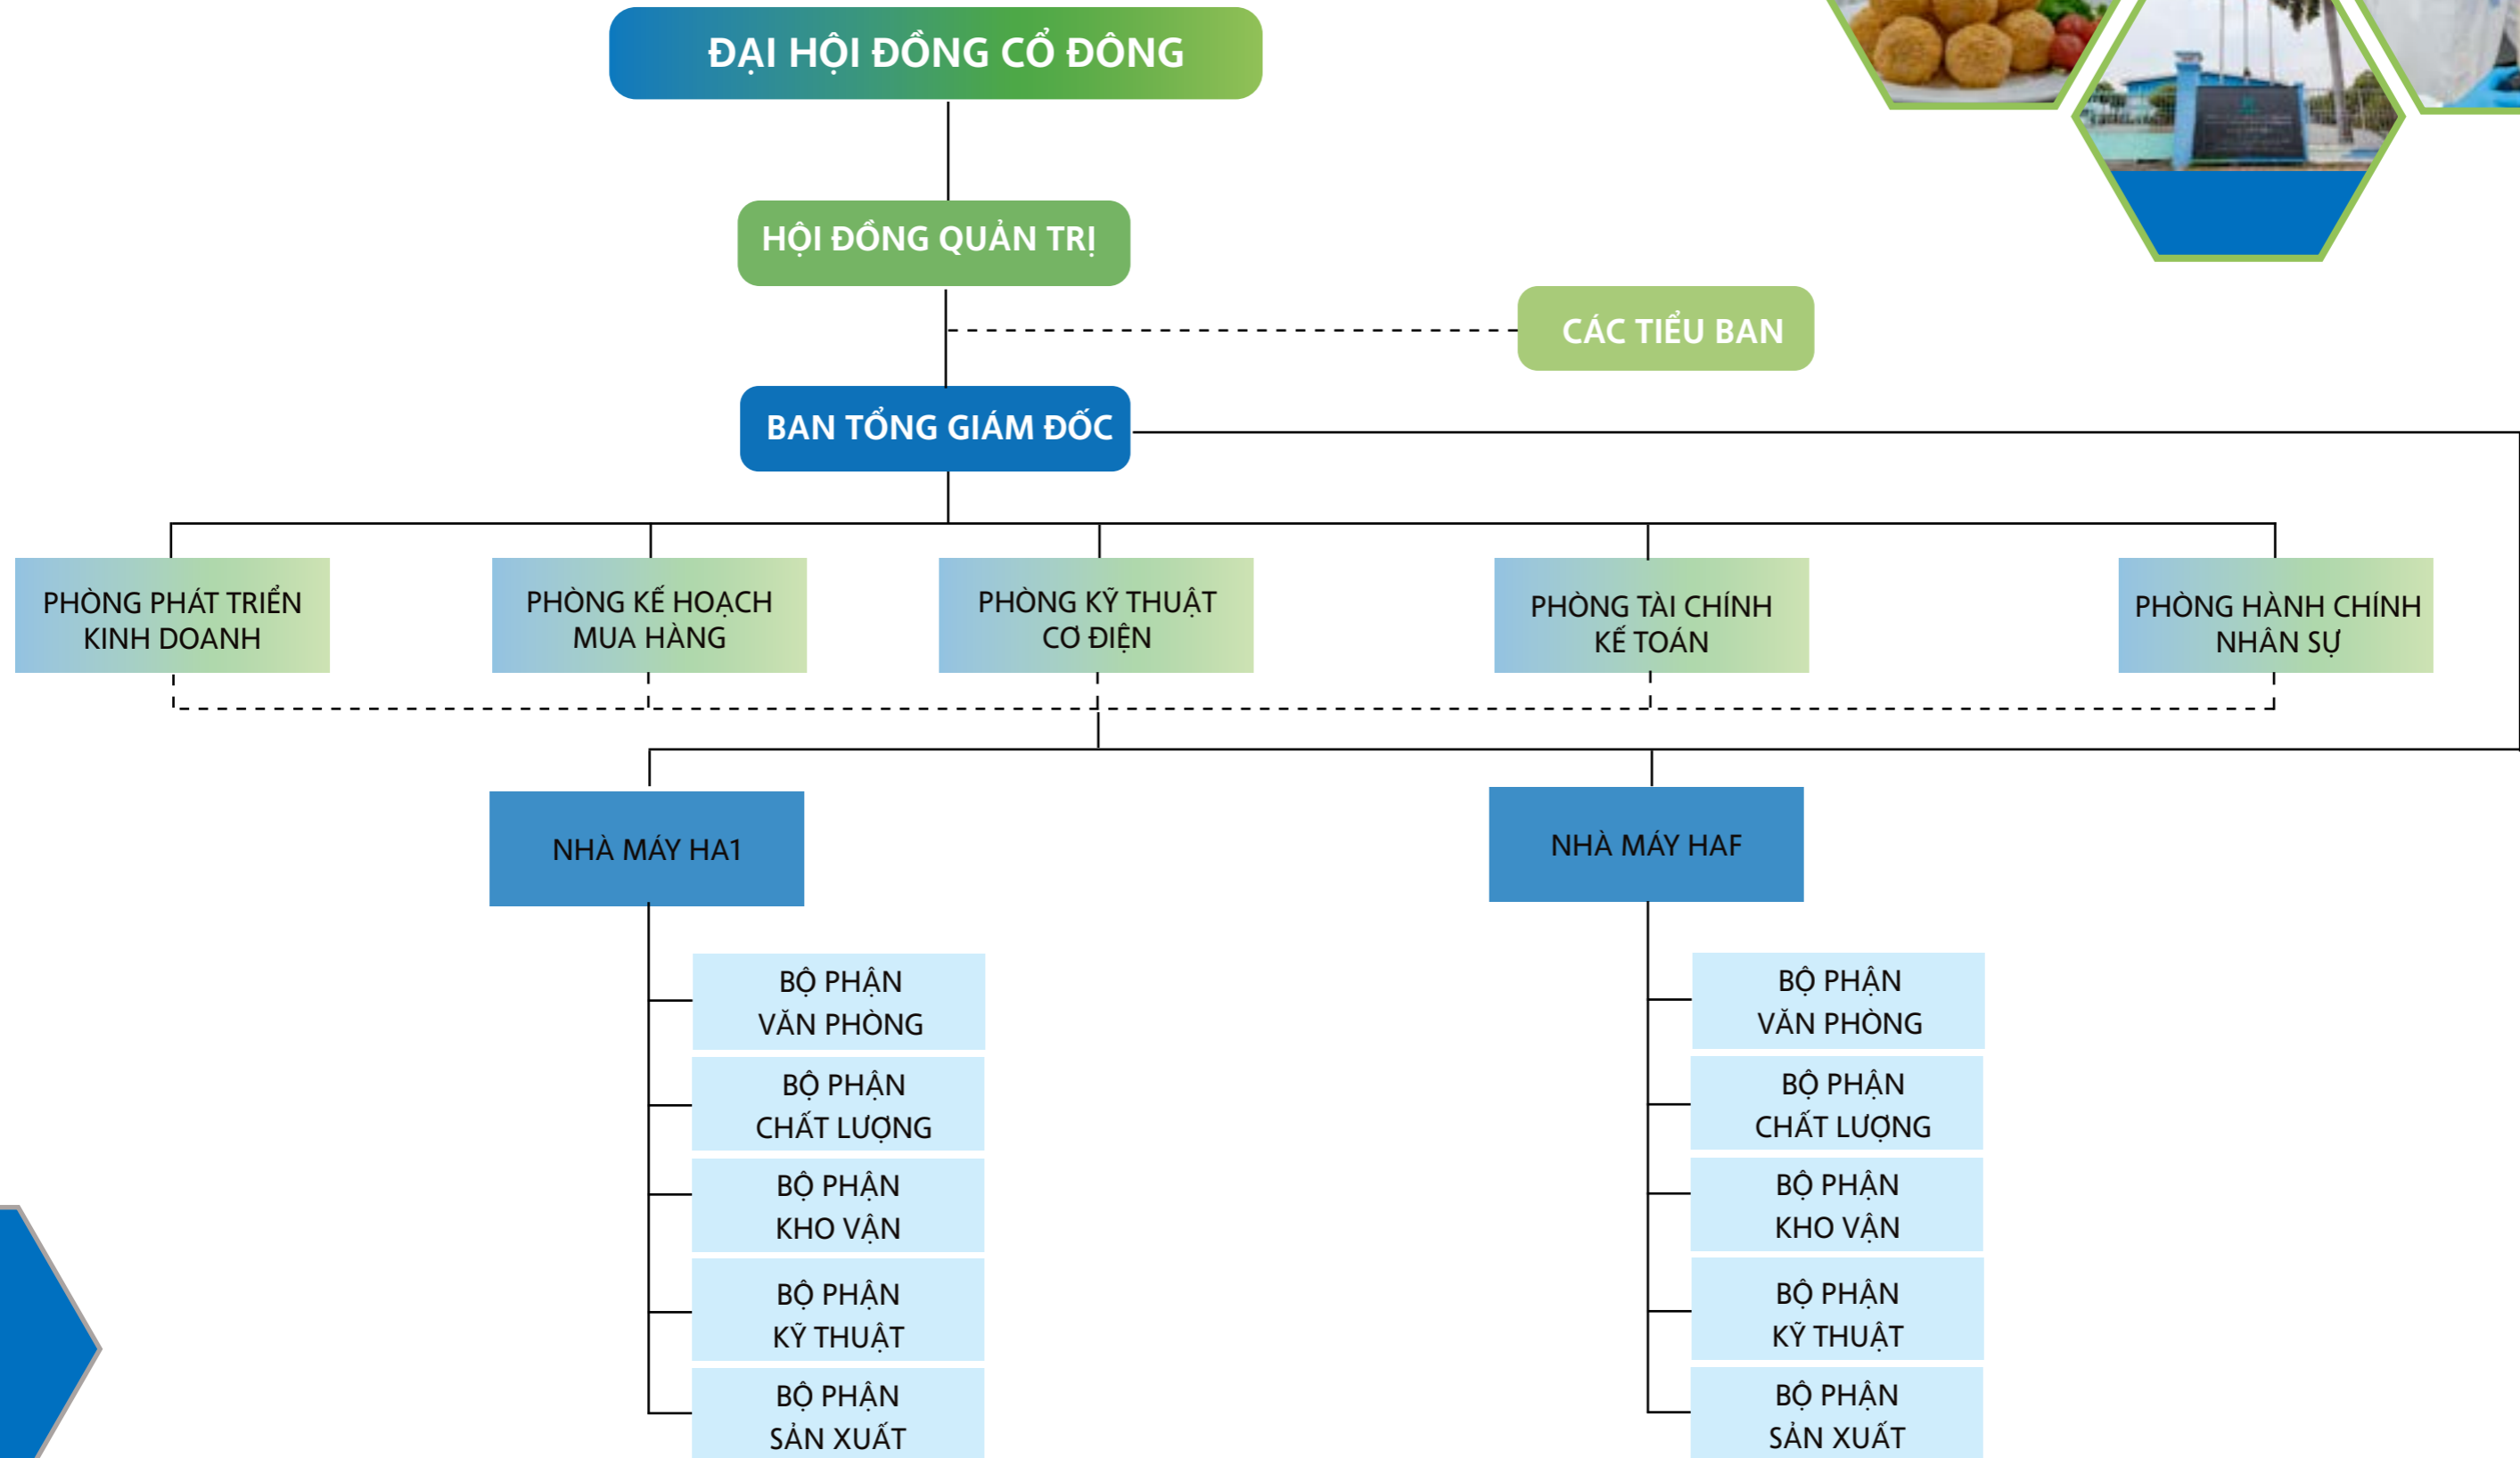 ĐẠI HỘI ĐỒNG CỔ ĐÔNG
HỘI ĐỒNG QUẢN TRỊ
CÁC TIỂU BAN
BAN TỔNG GIÁM ĐỐC
PHÒNG PHÁT TRIỂN
KINH DOANH
PHÒNG KẾ HOẠCH
MUA HÀNG
PHÒNG KỸ THUẬT
CƠ ĐIỆN
PHÒNG TÀI CHÍNH
KẾ TOÁN
PHÒNG HÀNH CHÍNH
NHÂN SỰ
NHÀ MÁY HA1
BỘ PHẬN
VĂN PHÒNG
BỘ PHẬN
CHẤT LƯỢNG
BỘ PHẬN
KHO VẬN
BỘ PHẬN
KỸ THUẬT
BỘ PHẬN
SẢN XUẤT
NHÀ MÁY HAF
BỘ PHẬN
VĂN PHÒNG
BỘ PHẬN
CHẤT LƯỢNG
BỘ PHẬN
KHO VẬN
BỘ PHẬN
KỸ THUẬT
BỘ PHẬN
SẢN XUẤT